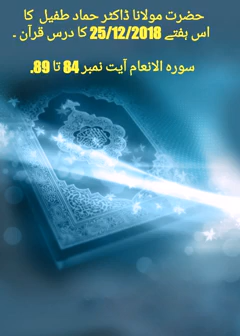 حضرت مولانا ڈاکٹر حماد طفیل کا
اس ہفتے 25/12/2018 کا درس قرآن ۔
سورہ الانعام آیت نمبر 84 تا 89.